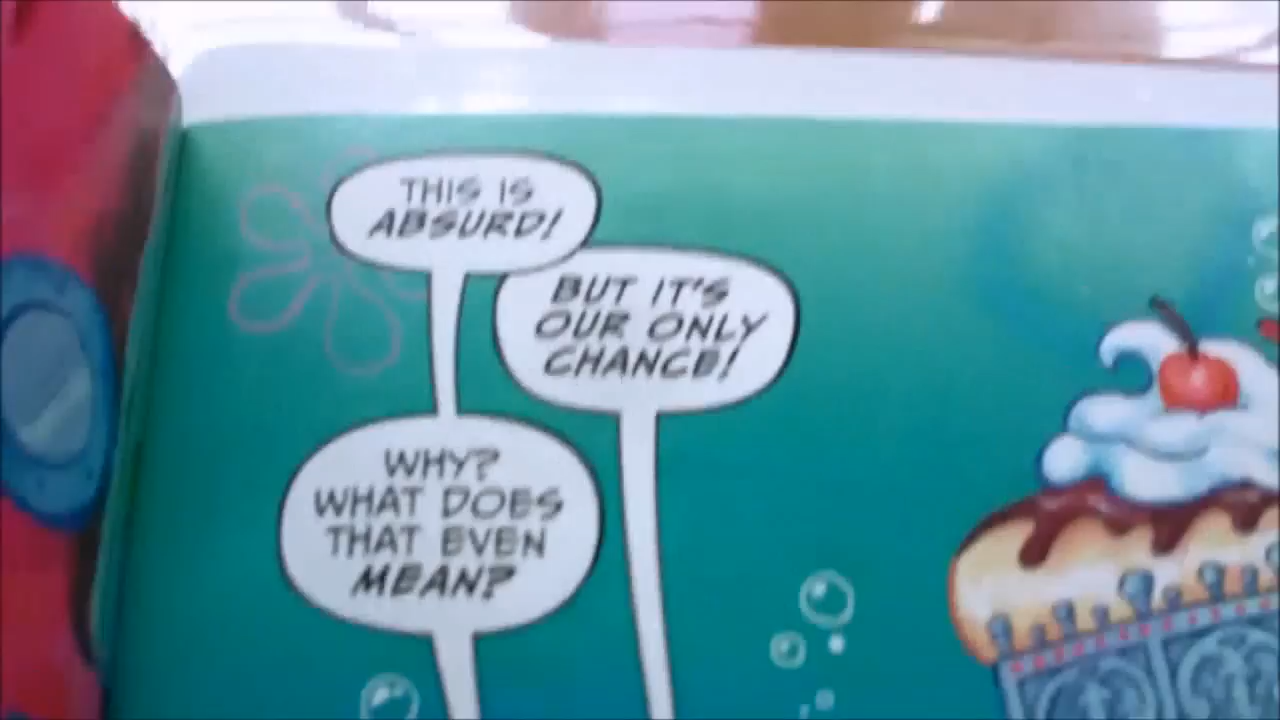 THIS IS
ABSURD!
BUT IT'S
OUR ONLY
CHANCE!
WHY?
WHAT DOES
THAT EVEN
MEAN?